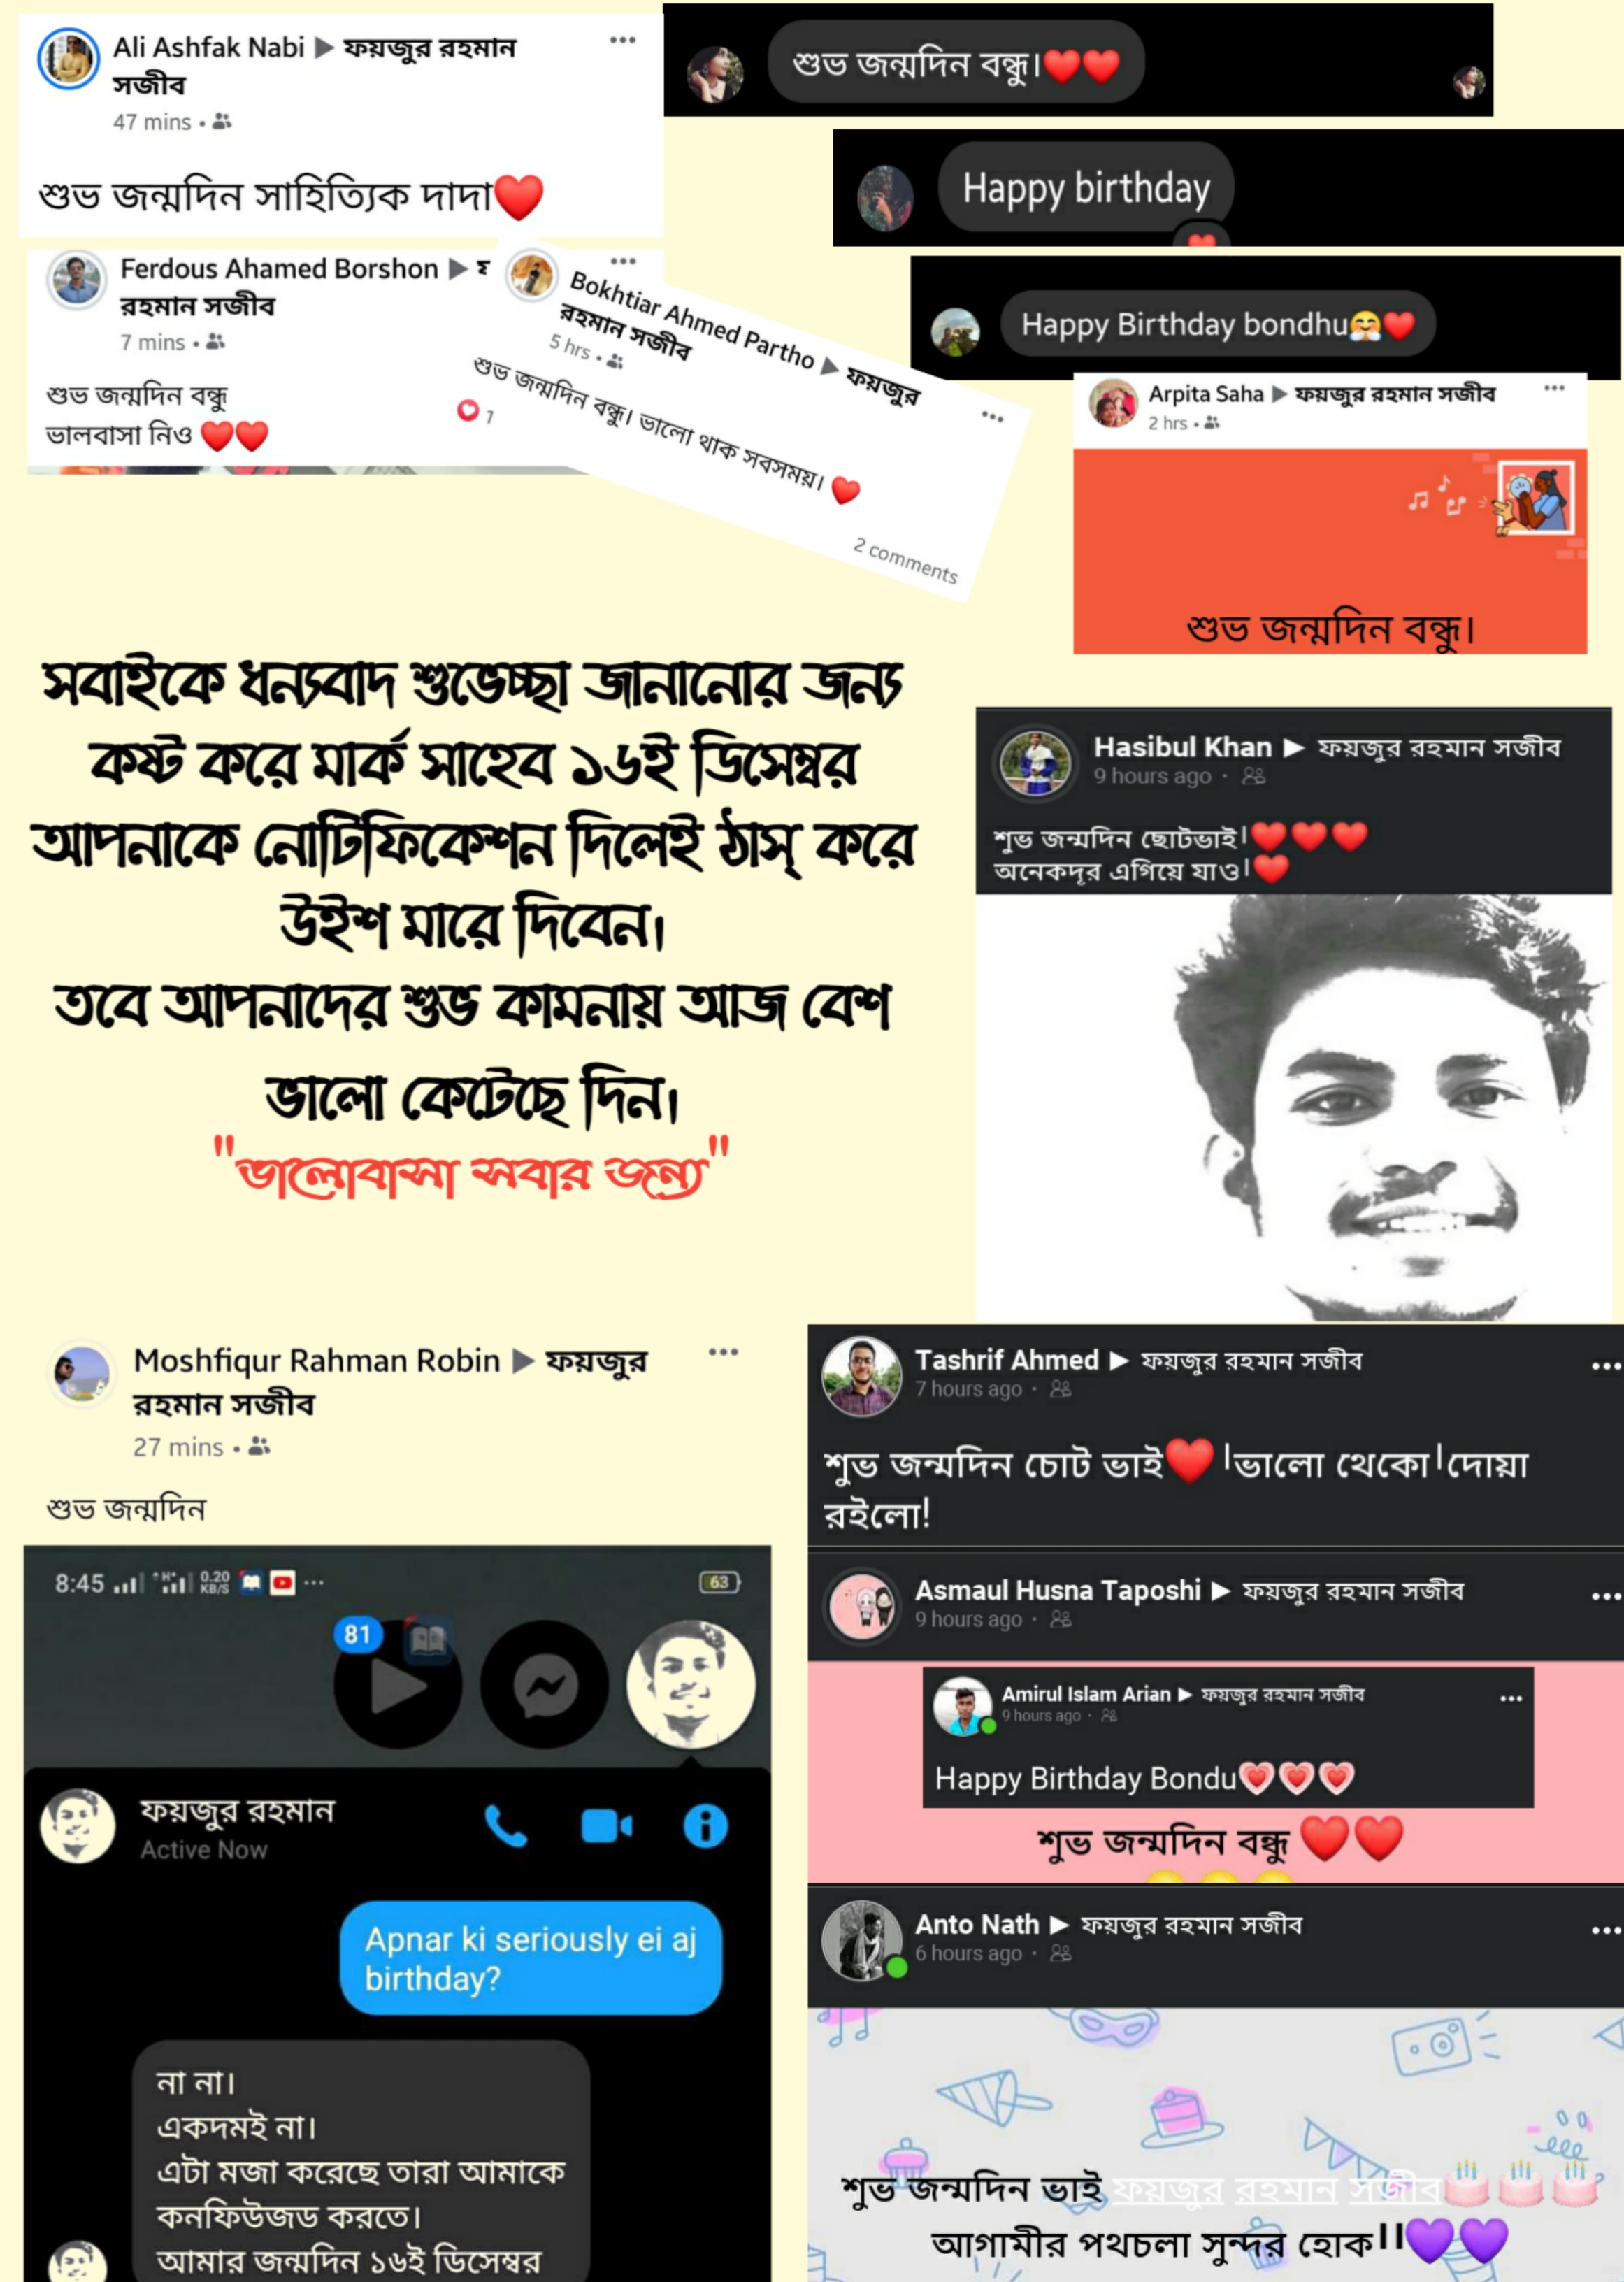 Ali Ashfak Nabi ▶ ফয়জুর রহমান
সজীব
47 mins •
শুভ জন্মদিন সাহিত্যিক দাদা❤️
শুভ জন্মদিন বন্ধু।❤️❤️
Happy birthday
Happy Birthday bondhu🤗❤️
Ferdous Ahamed Borshon ▶
রহমান সজীব
7 mins •
শুভ জন্মদিন বন্ধু
ভালবাসা নিও ❤️❤️
Bokhtiar Ahmed Partho ▶ ফয়জুর
রহমান সজীব
5 hrs •
শুভ জন্মদিন বন্ধু। ভালো থাক সবসময়। ❤️
2 comments
Arpita Saha ▶ ফয়জুর রহমান সজীব
2 hrs •
শুভ জন্মদিন বন্ধু।
সবাইকে ধন্যবাদ শুভেচ্ছা জানানোর জন্য
কষ্ট করে মার্ক সাহেব ১৬ই ডিসেম্বর
আপনাকে নোটিফিকেশন দিলেই ঠাস্ করে
উইশ মারে দিবেন।
তবে আপনাদের শুভ কামনায় আজ বেশ
ভালো কেটেছে দিন।
"ভালোবাসা সবার জন্য"
Hasibul Khan ▶ ফয়জুর রহমান সজীব
9 hours ago ·
শুভ জন্মদিন ছোটভাই।❤️❤️❤️
অনেকদূর এগিয়ে যাও।❤️
Moshfiqur Rahman Robin ▶ ফয়জুর
রহমান সজীব
27 mins •
শুভ জন্মদিন
8:45 H+ 0.20 KB/S ... 63
81
ফয়জুর রহমান
Active Now
Apnar ki seriously ei aj
birthday?
না না।
একদমই না।
এটা মজা করেছে তারা আমাকে
কনফিউজড করতে।
আমার জন্মদিন ১৬ই ডিসেম্বর
Tashrif Ahmed ▶ ফয়জুর রহমান সজীব
7 hours ago ·
শুভ জন্মদিন চোট ভাই❤️ ।ভালো থেকো।দোয়া
রইলো!
Asmaul Husna Taposhi ▶ ফয়জুর রহমান সজীব
9 hours ago ·
Amirul Islam Arian ▶ ফয়জুর রহমান সজীব
9 hours ago ·
Happy Birthday Bondu💗💗💗
শুভ জন্মদিন বন্ধু ❤️❤️
Anto Nath ▶ ফয়জুর রহমান সজীব
6 hours ago ·
শুভ জন্মদিন ভাই ফয়জুর রহমান সজীব🎂🎂🎂
আগামীর পথচলা সুন্দর হোক।।💜💜